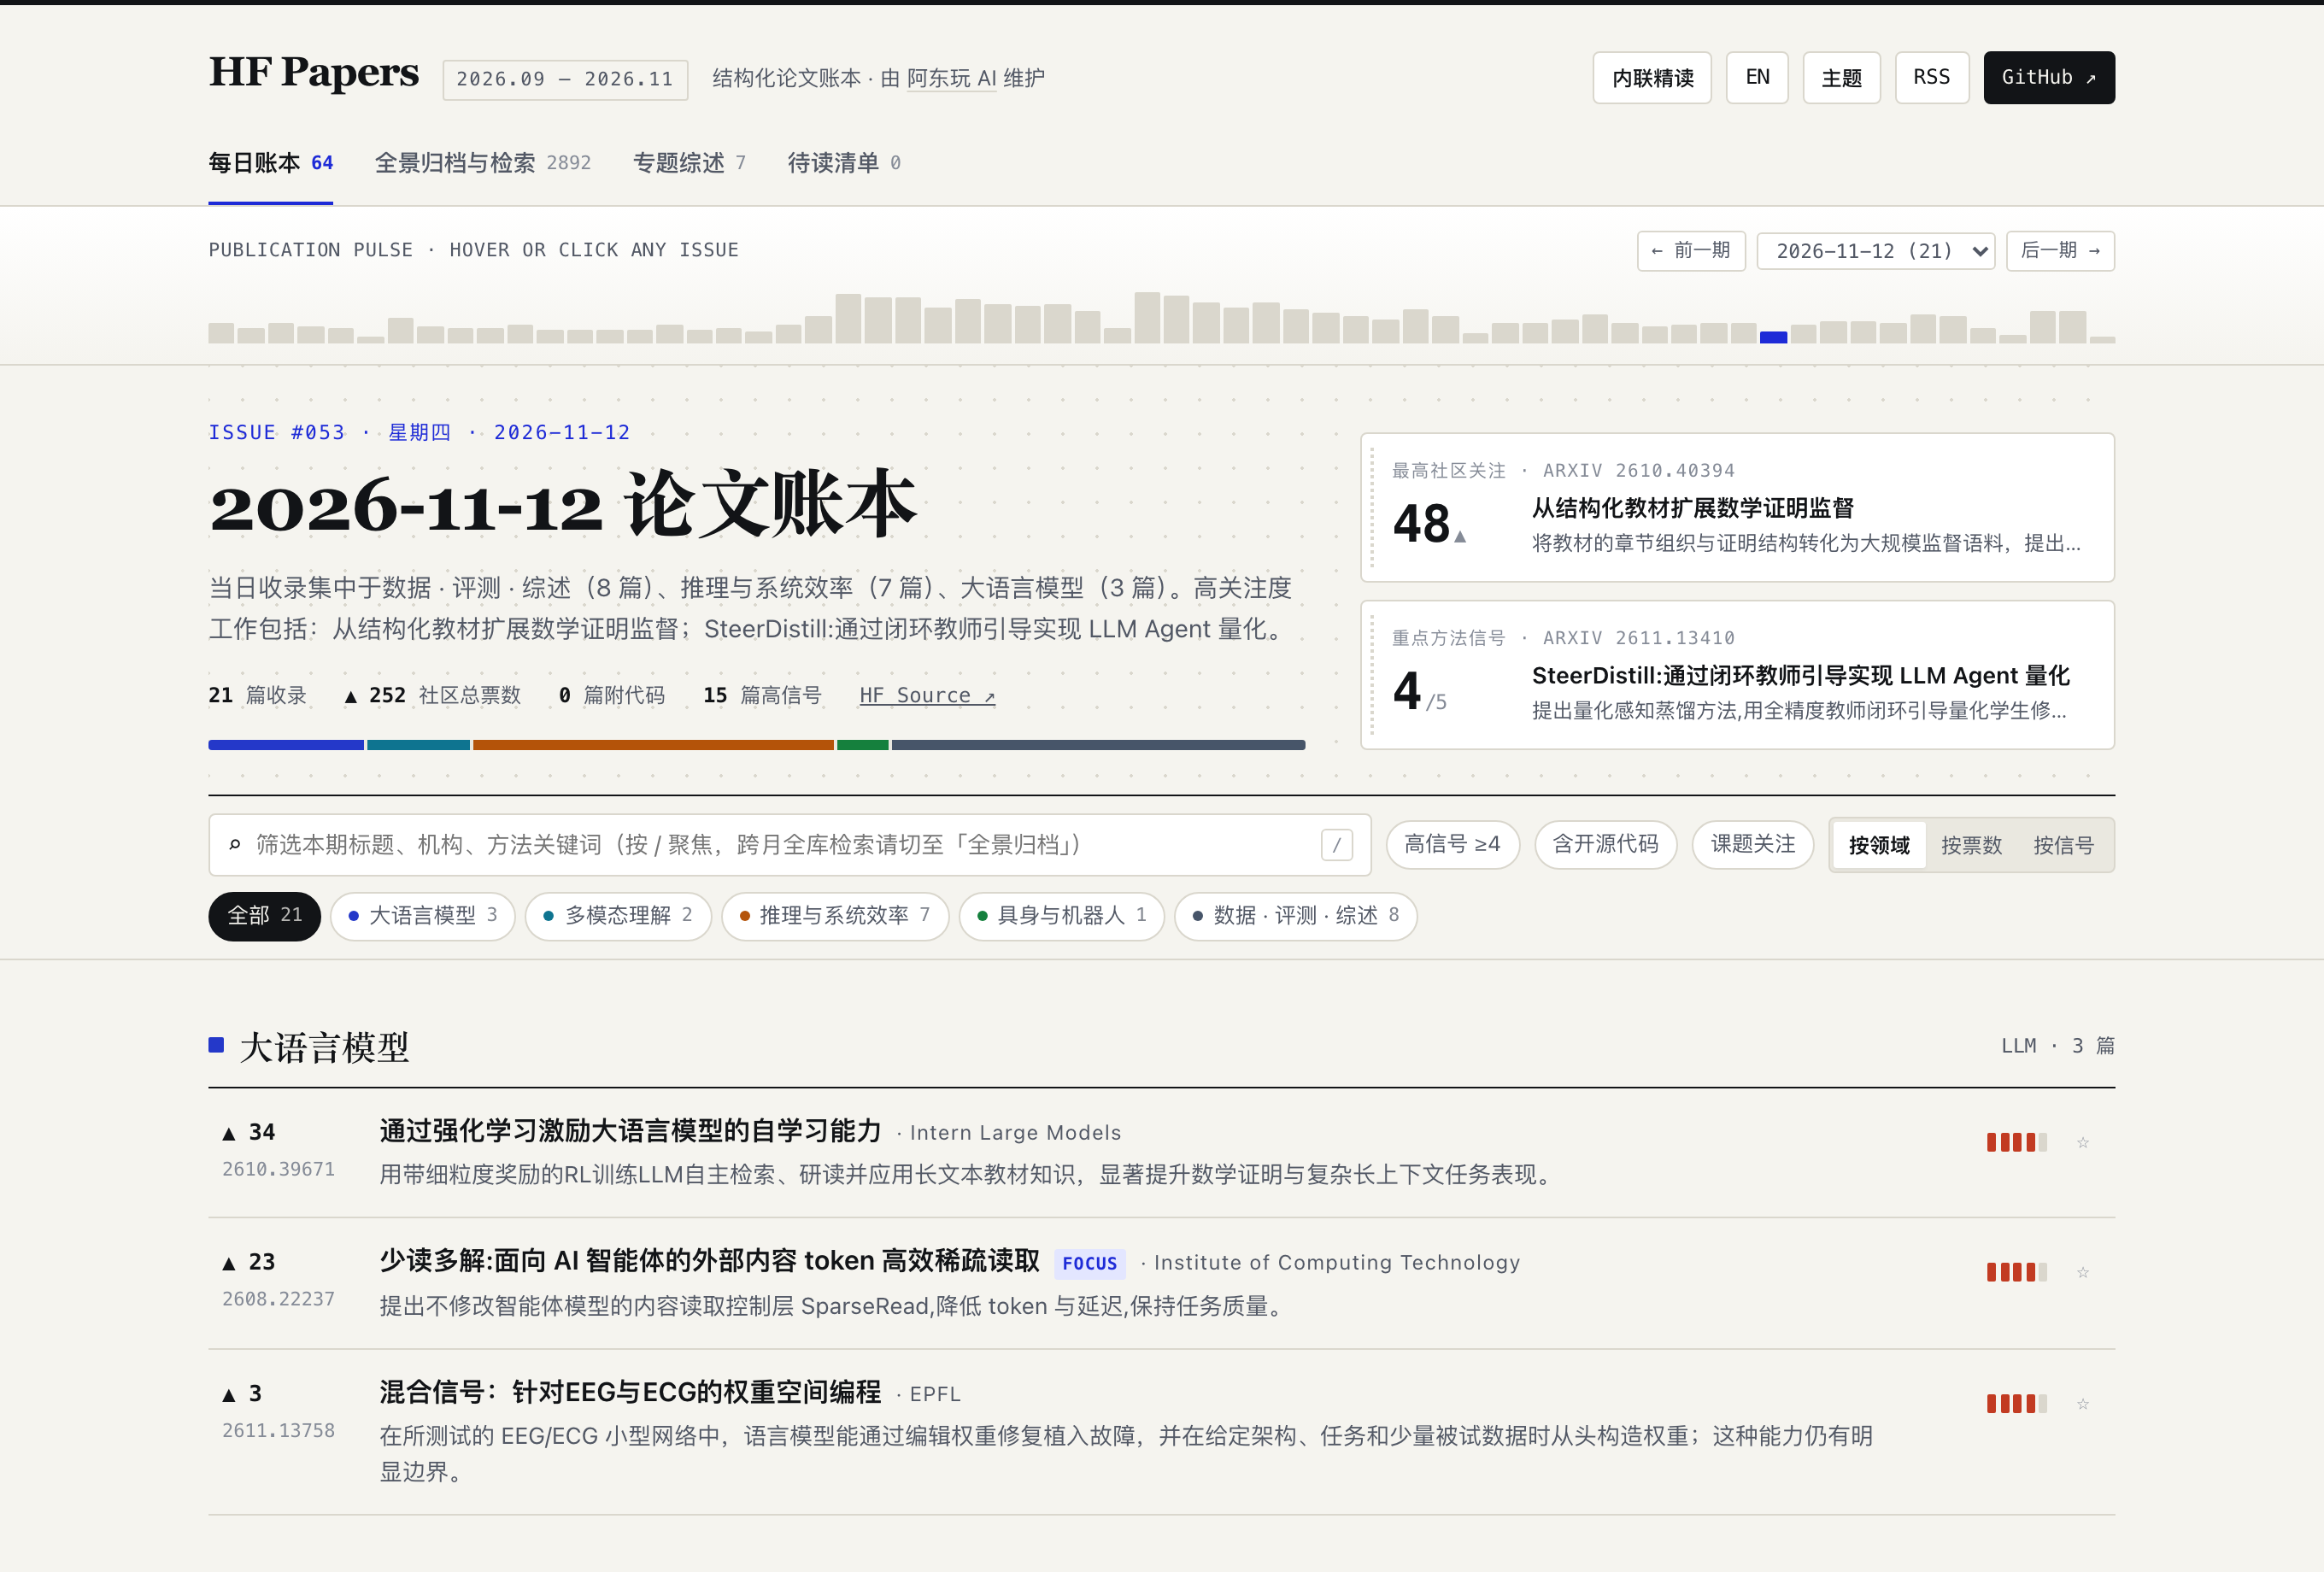 HF Papers 2026.09 — 2026.11 结构化论文账本 · 由 阿东玩 AI 维护 内联精读 EN 主题 RSS GitHub ↗
每日账本 64 全景归档与检索 2892 专题综述 7 待读清单 0
PUBLICATION PULSE · HOVER OR CLICK ANY ISSUE ← 前一期 2026-11-12 (21) 后一期 →
ISSUE #053 · 星期四 · 2026-11-12
2026-11-12 论文账本
当日收录集中于数据 · 评测 · 综述（8 篇）、推理与系统效率（7 篇）、大语言模型（3 篇）。高关注度
工作包括：从结构化教材扩展数学证明监督；SteerDistill:通过闭环教师引导实现 LLM Agent 量化。
21 篇收录 ▲ 252 社区总票数 0 篇附代码 15 篇高信号 HF Source ↗
最高社区关注 · ARXIV 2610.40394
48▲ 从结构化教材扩展数学证明监督
将教材的章节组织与证明结构转化为大规模监督语料，提出...
重点方法信号 · ARXIV 2611.13410
4/5 SteerDistill:通过闭环教师引导实现 LLM Agent 量化
提出量化感知蒸馏方法,用全精度教师闭环引导量化学生修...
筛选本期标题、机构、方法关键词（按 / 聚焦，跨月全库检索请切至「全景归档」） / 高信号 ≥4 含开源代码 课题关注 按领域 按票数 按信号
全部 21 大语言模型 3 多模态理解 2 推理与系统效率 7 具身与机器人 1 数据 · 评测 · 综述 8
大语言模型 LLM · 3 篇
▲ 34 通过强化学习激励大语言模型的自学习能力 · Intern Large Models ☆
2610.39671 用带细粒度奖励的RL训练LLM自主检索、研读并应用长文本教材知识，显著提升数学证明与复杂长上下文任务表现。
▲ 23 少读多解:面向 AI 智能体的外部内容 token 高效稀疏读取 FOCUS · Institute of Computing Technology ☆
2608.22237 提出不修改智能体模型的内容读取控制层 SparseRead,降低 token 与延迟,保持任务质量。
▲ 3 混合信号：针对EEG与ECG的权重空间编程 · EPFL ☆
2611.13758 在所测试的 EEG/ECG 小型网络中，语言模型能通过编辑权重修复植入故障，并在给定架构、任务和少量被试数据时从头构造权重；这种能力仍有明
显边界。